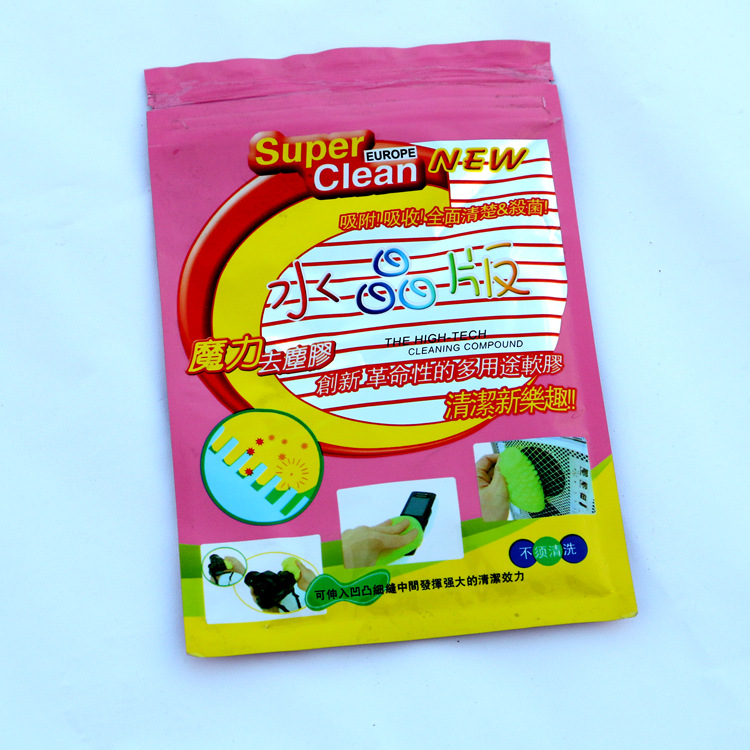 Super
EUROPE
Clean
NEW
吸附!吸收!全面清楚&殺菌!
水晶版
THE HIGH-TECH
CLEANING COMPOUND
魔力去塵膠
創新革命性的多用途軟膠
清潔新樂趣!!
不须清洗
可伸入凹凸細縫中間發揮强大的清潔效力